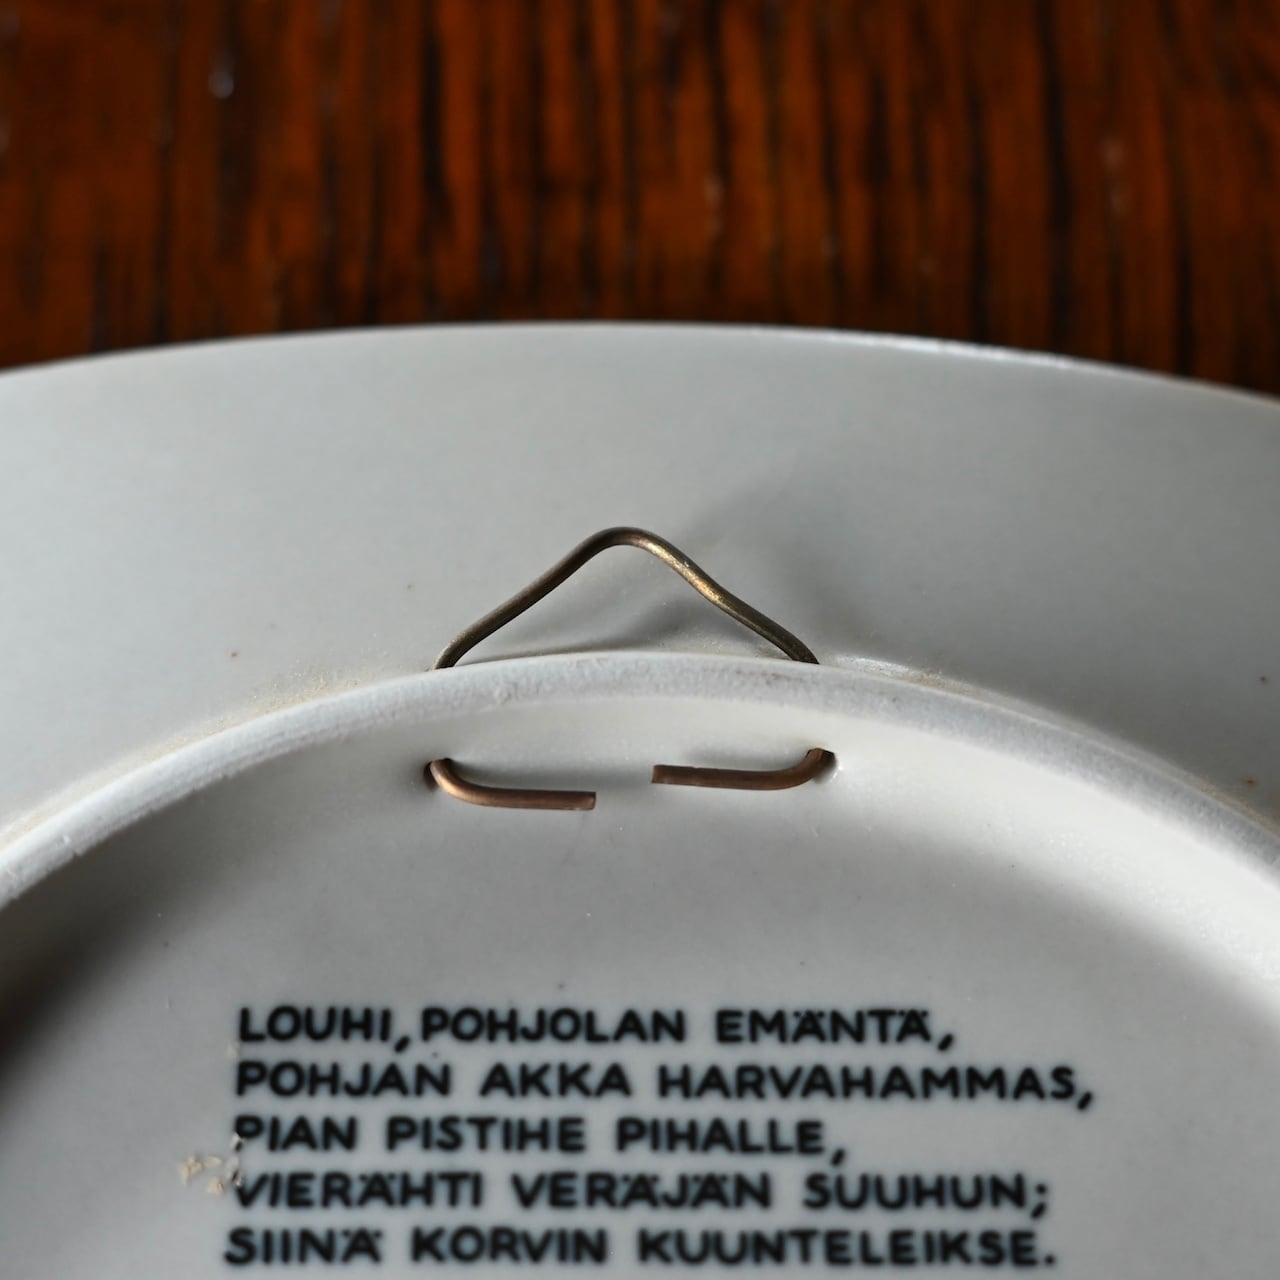 LOUHI, POHJOLAN EMÄNTÄ,
POHJAN AKKA HARVAHAMMAS,
PIAN PISTIHE PIHALLE,
VIERÄHTI VERÄJÄN SUUHUN;
SIINÄ KORVIN KUUNTELEIKSE.